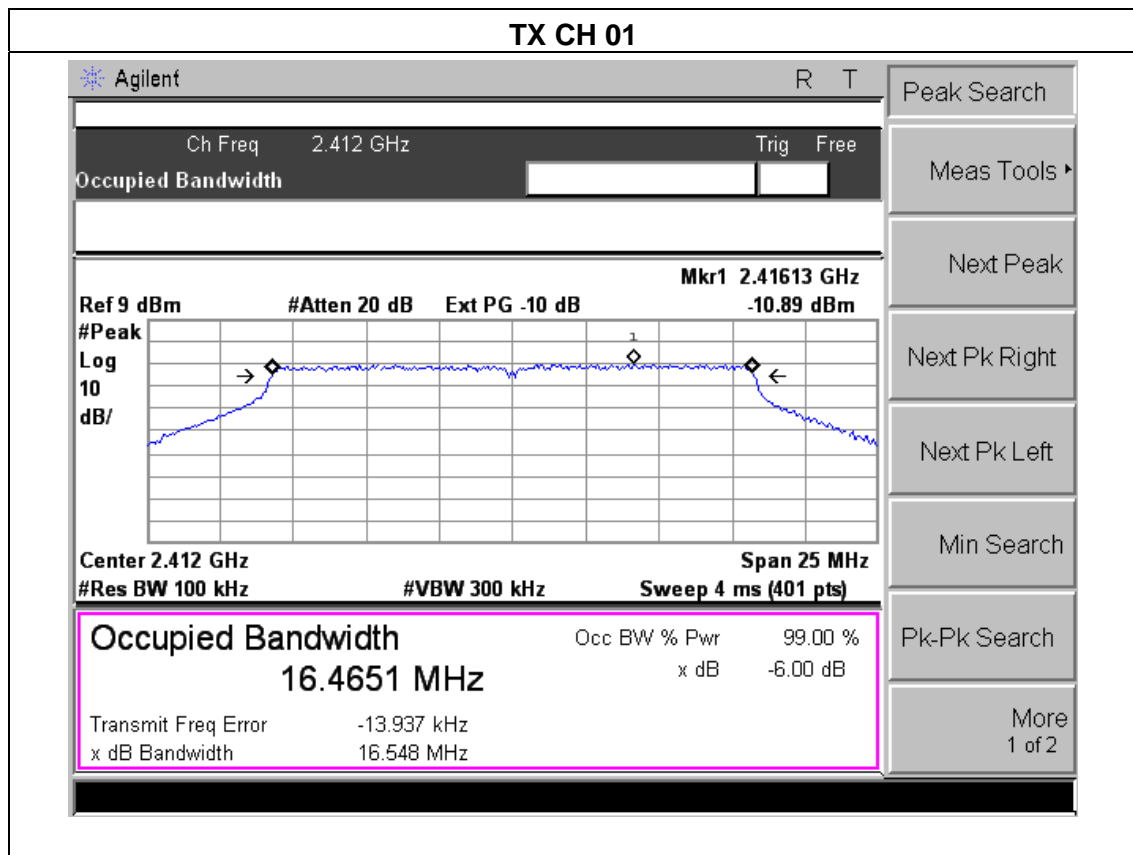 TX CH 01
Agilent R T
Peak Search
Ch Freq 2.412 GHz Trig Free
Occupied Bandwidth
Meas Tools
Next Peak
Mkr1 2.41613 GHz
Ref 9 dBm #Atten 20 dB Ext PG -10 dB -10.89 dBm
#Peak
Log
10
dB/
1
Next Pk Right
Next Pk Left
Center 2.412 GHz Span 25 MHz
#Res BW 100 kHz #VBW 300 kHz Sweep 4 ms (401 pts)
Min Search
Occupied Bandwidth Occ BW % Pwr 99.00 %
16.4651 MHz x dB -6.00 dB
Pk-Pk Search
Transmit Freq Error -13.937 kHz
x dB Bandwidth 16.548 MHz
More
1 of 2